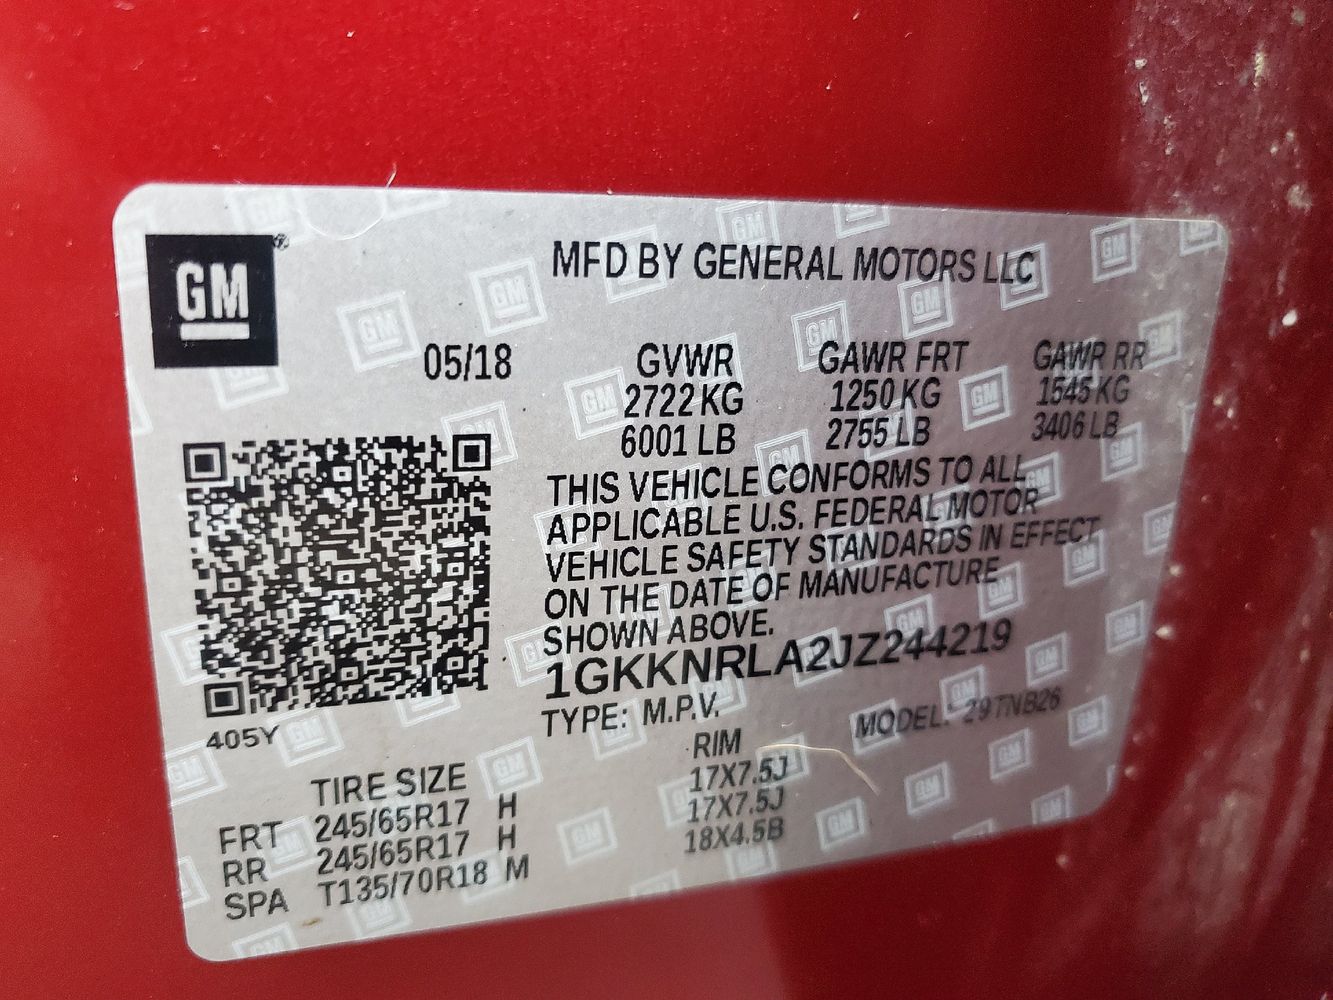 GM
MFD BY GENERAL MOTORS LLC
05/18 GVWR GAWR FRT GAWR RR
2722 KG 1250 KG 1545 KG
6001 LB 2755 LB 3406 LB
THIS VEHICLE CONFORMS TO ALL
APPLICABLE U.S. FEDERAL MOTOR
VEHICLE SAFETY STANDARDS IN EFFECT
ON THE DATE OF MANUFACTURE
SHOWN ABOVE.
1GKKNRLA2JZ244219
TYPE: M.P.V. MODEL: 29TNB26
405Y
TIRE SIZE RIM
FRT 245/65R17 H 17X7.5J
RR 245/65R17 H 17X7.5J
SPA T135/70R18 M 18X4.5B